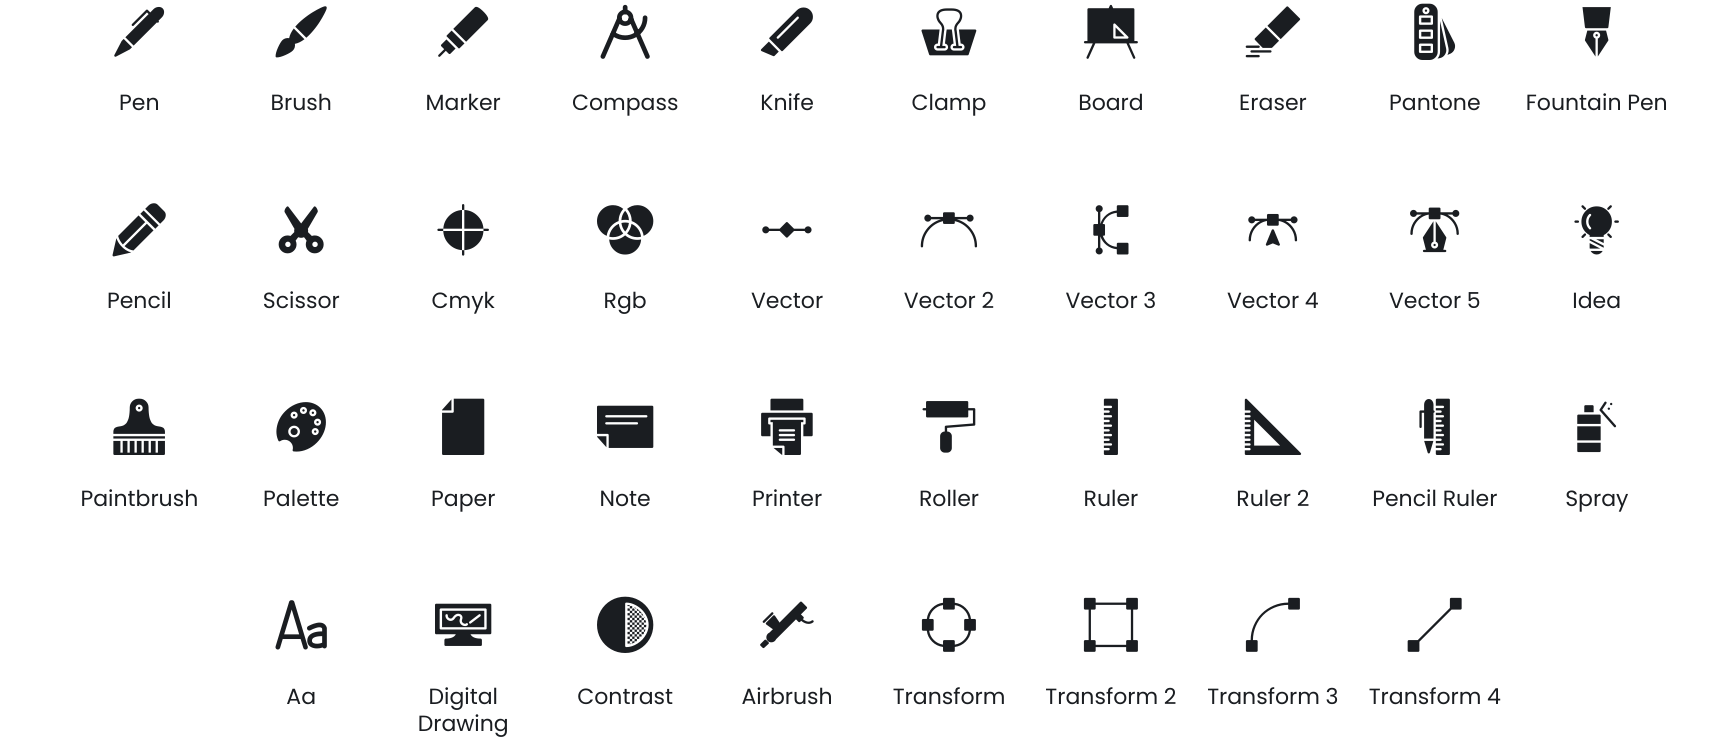 Pen Brush Marker Compass Knife Clamp Board Eraser Pantone Fountain Pen
Pencil Scissor Cmyk Rgb Vector Vector 2 Vector 3 Vector 4 Vector 5 Idea
Paintbrush Palette Paper Note Printer Roller Ruler Ruler 2 Pencil Ruler Spray
Aa
Aa Digital Contrast Airbrush Transform Transform 2 Transform 3 Transform 4
Drawing